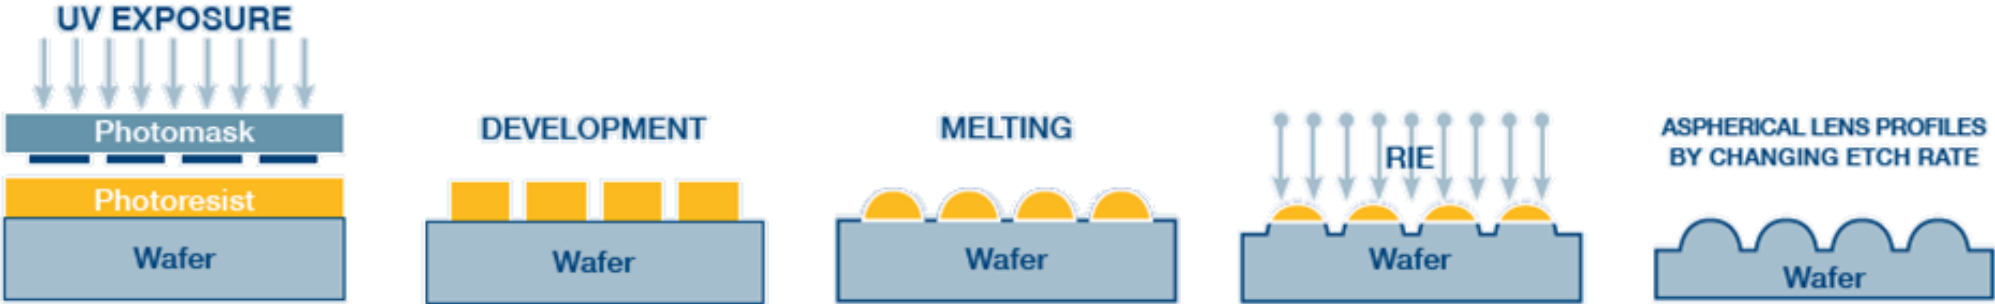 UV EXPOSURE
Photomask
Photoresist
Wafer
DEVELOPMENT
Wafer
MELTING
Wafer
RIE
Wafer
ASPHERICAL LENS PROFILES
BY CHANGING ETCH RATE
Wafer